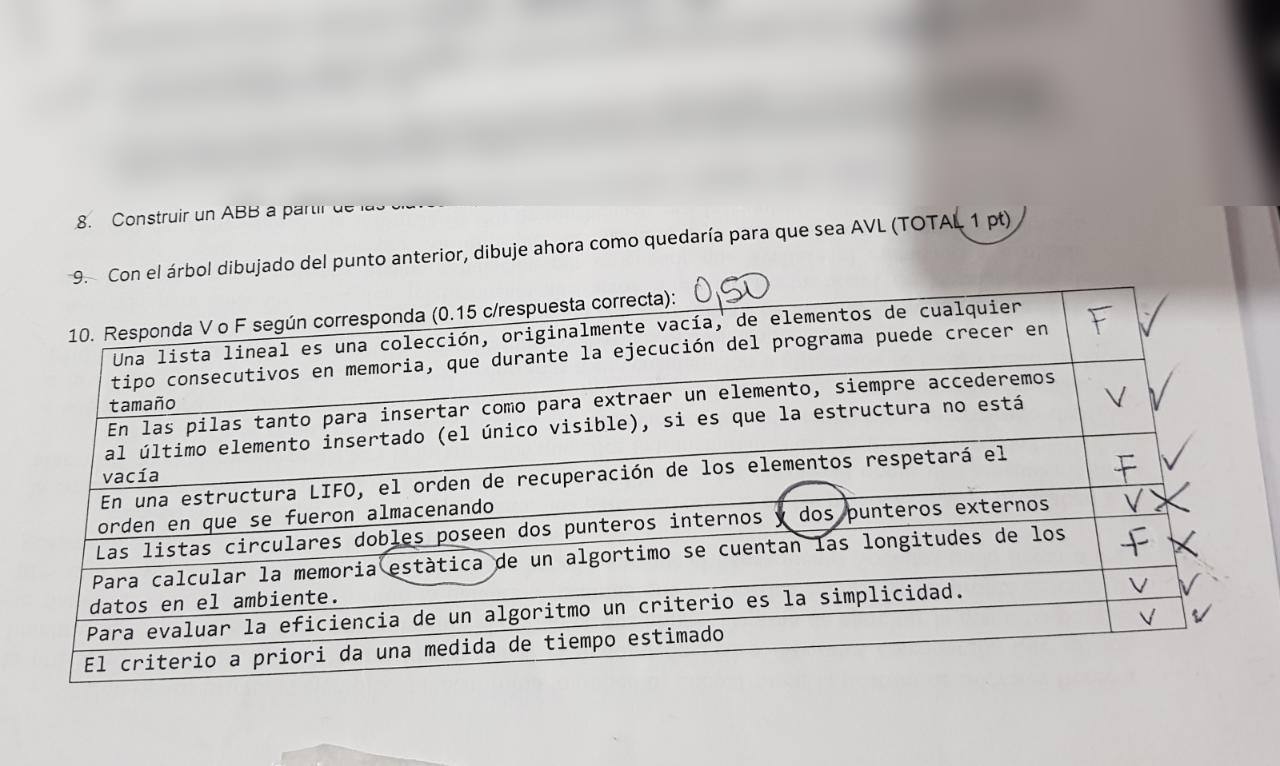 8. Construir un ABB a partir de las
9. Con el árbol dibujado del punto anterior, dibuje ahora como quedaría para que sea AVL (TOTAL 1 pt)
10. Responda V o F según corresponda (0.15 c/respuesta correcta): 0,50
Una lista lineal es una colección, originalmente vacía, de elementos de cualquier
tipo consecutivos en memoria, que durante la ejecución del programa puede crecer en
tamaño
F ✓
En las pilas tanto para insertar como para extraer un elemento, siempre accederemos
al último elemento insertado (el único visible), si es que la estructura no está
vacía
V ✓
En una estructura LIFO, el orden de recuperación de los elementos respetará el
orden en que se fueron almacenando
F ✓
Las listas circulares dobles poseen dos punteros internos y dos punteros externos
V X
Para calcular la memoria estàtica de un algortimo se cuentan las longitudes de los
datos en el ambiente.
F X
Para evaluar la eficiencia de un algoritmo un criterio es la simplicidad.
V ✓
El criterio a priori da una medida de tiempo estimado
V ✓